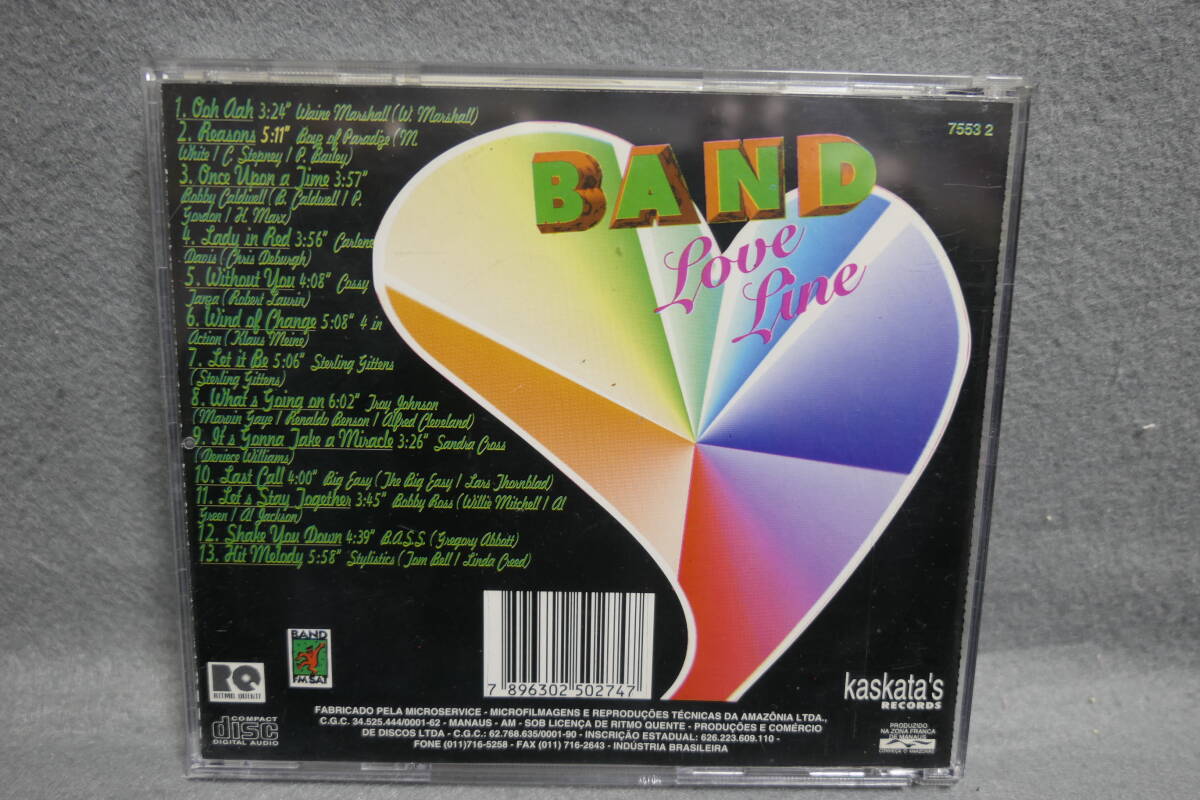 1. Ooh Aah 3:24" Waine Marshall (W. Marshall)
2. Reasons 5:11" Boyz of Paradize (M.
White / C. Stepney / P. Bailey)
3. Once Upon a Time 3:57"
Bobby Caldwell (B. Caldwell / P.
Gordon / H. Marx)
4. Lady in Red 3:56" Carlene
Davis (Chris Deburgh)
5. Without You 4:08" Cossy
(Robert Laurin)
6. Wind of Change 5:08" 4 in
Action (Klaus Meine)
7. Let it Be 5:06" Sterling Gittens
(Sterling Gittens)
8. What's Going on 6:02" Troy Johnson
(Marvin Gaye / Renaldo Benson / Alfred Cleveland)
9. It's Gonna Take a Miracle 3:26" Sandra Cross
(Deniece Williams)
10. Last Call 4:00" Big Easy (The Big Easy / Lars Thornblad)
11. Let's Stay Together 3:45" Bobby Ross (Willie Mitchell / Al
Green / Al Jackson)
12. Shake You Down 4:39" B.A.S.S. (Gregory Abbott)
13. Hit Melody 5:58" Stylistics (Tom Bell / Linda Creed)
7553 2
BAND
Love
Line
BAND
FM SAT
RQ
RITMO QUENTE
COMPACT
disc
DIGITAL AUDIO
7 896302 502747
kaskata's
RECORDS
FABRICADO PELA MICROSERVICE - MICROFILMAGENS E REPRODUÇÕES TÉCNICAS DA AMAZÔNIA LTDA.,
C.G.C. 34.525.444/0001-62 - MANAUS - AM - SOB LICENÇA DE RITMO QUENTE - PRODUÇÕES E COMÉRCIO
DE DISCOS LTDA - C.G.C. 62.768.635/0001-90 - INSCRIÇÃO ESTADUAL: 626.223.609.110 -
FONE (011)716-5258 - FAX (011) 716-2643 - INDÚSTRIA BRASILEIRA
PRODUZIDO
NA ZONA FRANCA
DE MANAUS
CONHEÇA O AMAZONAS